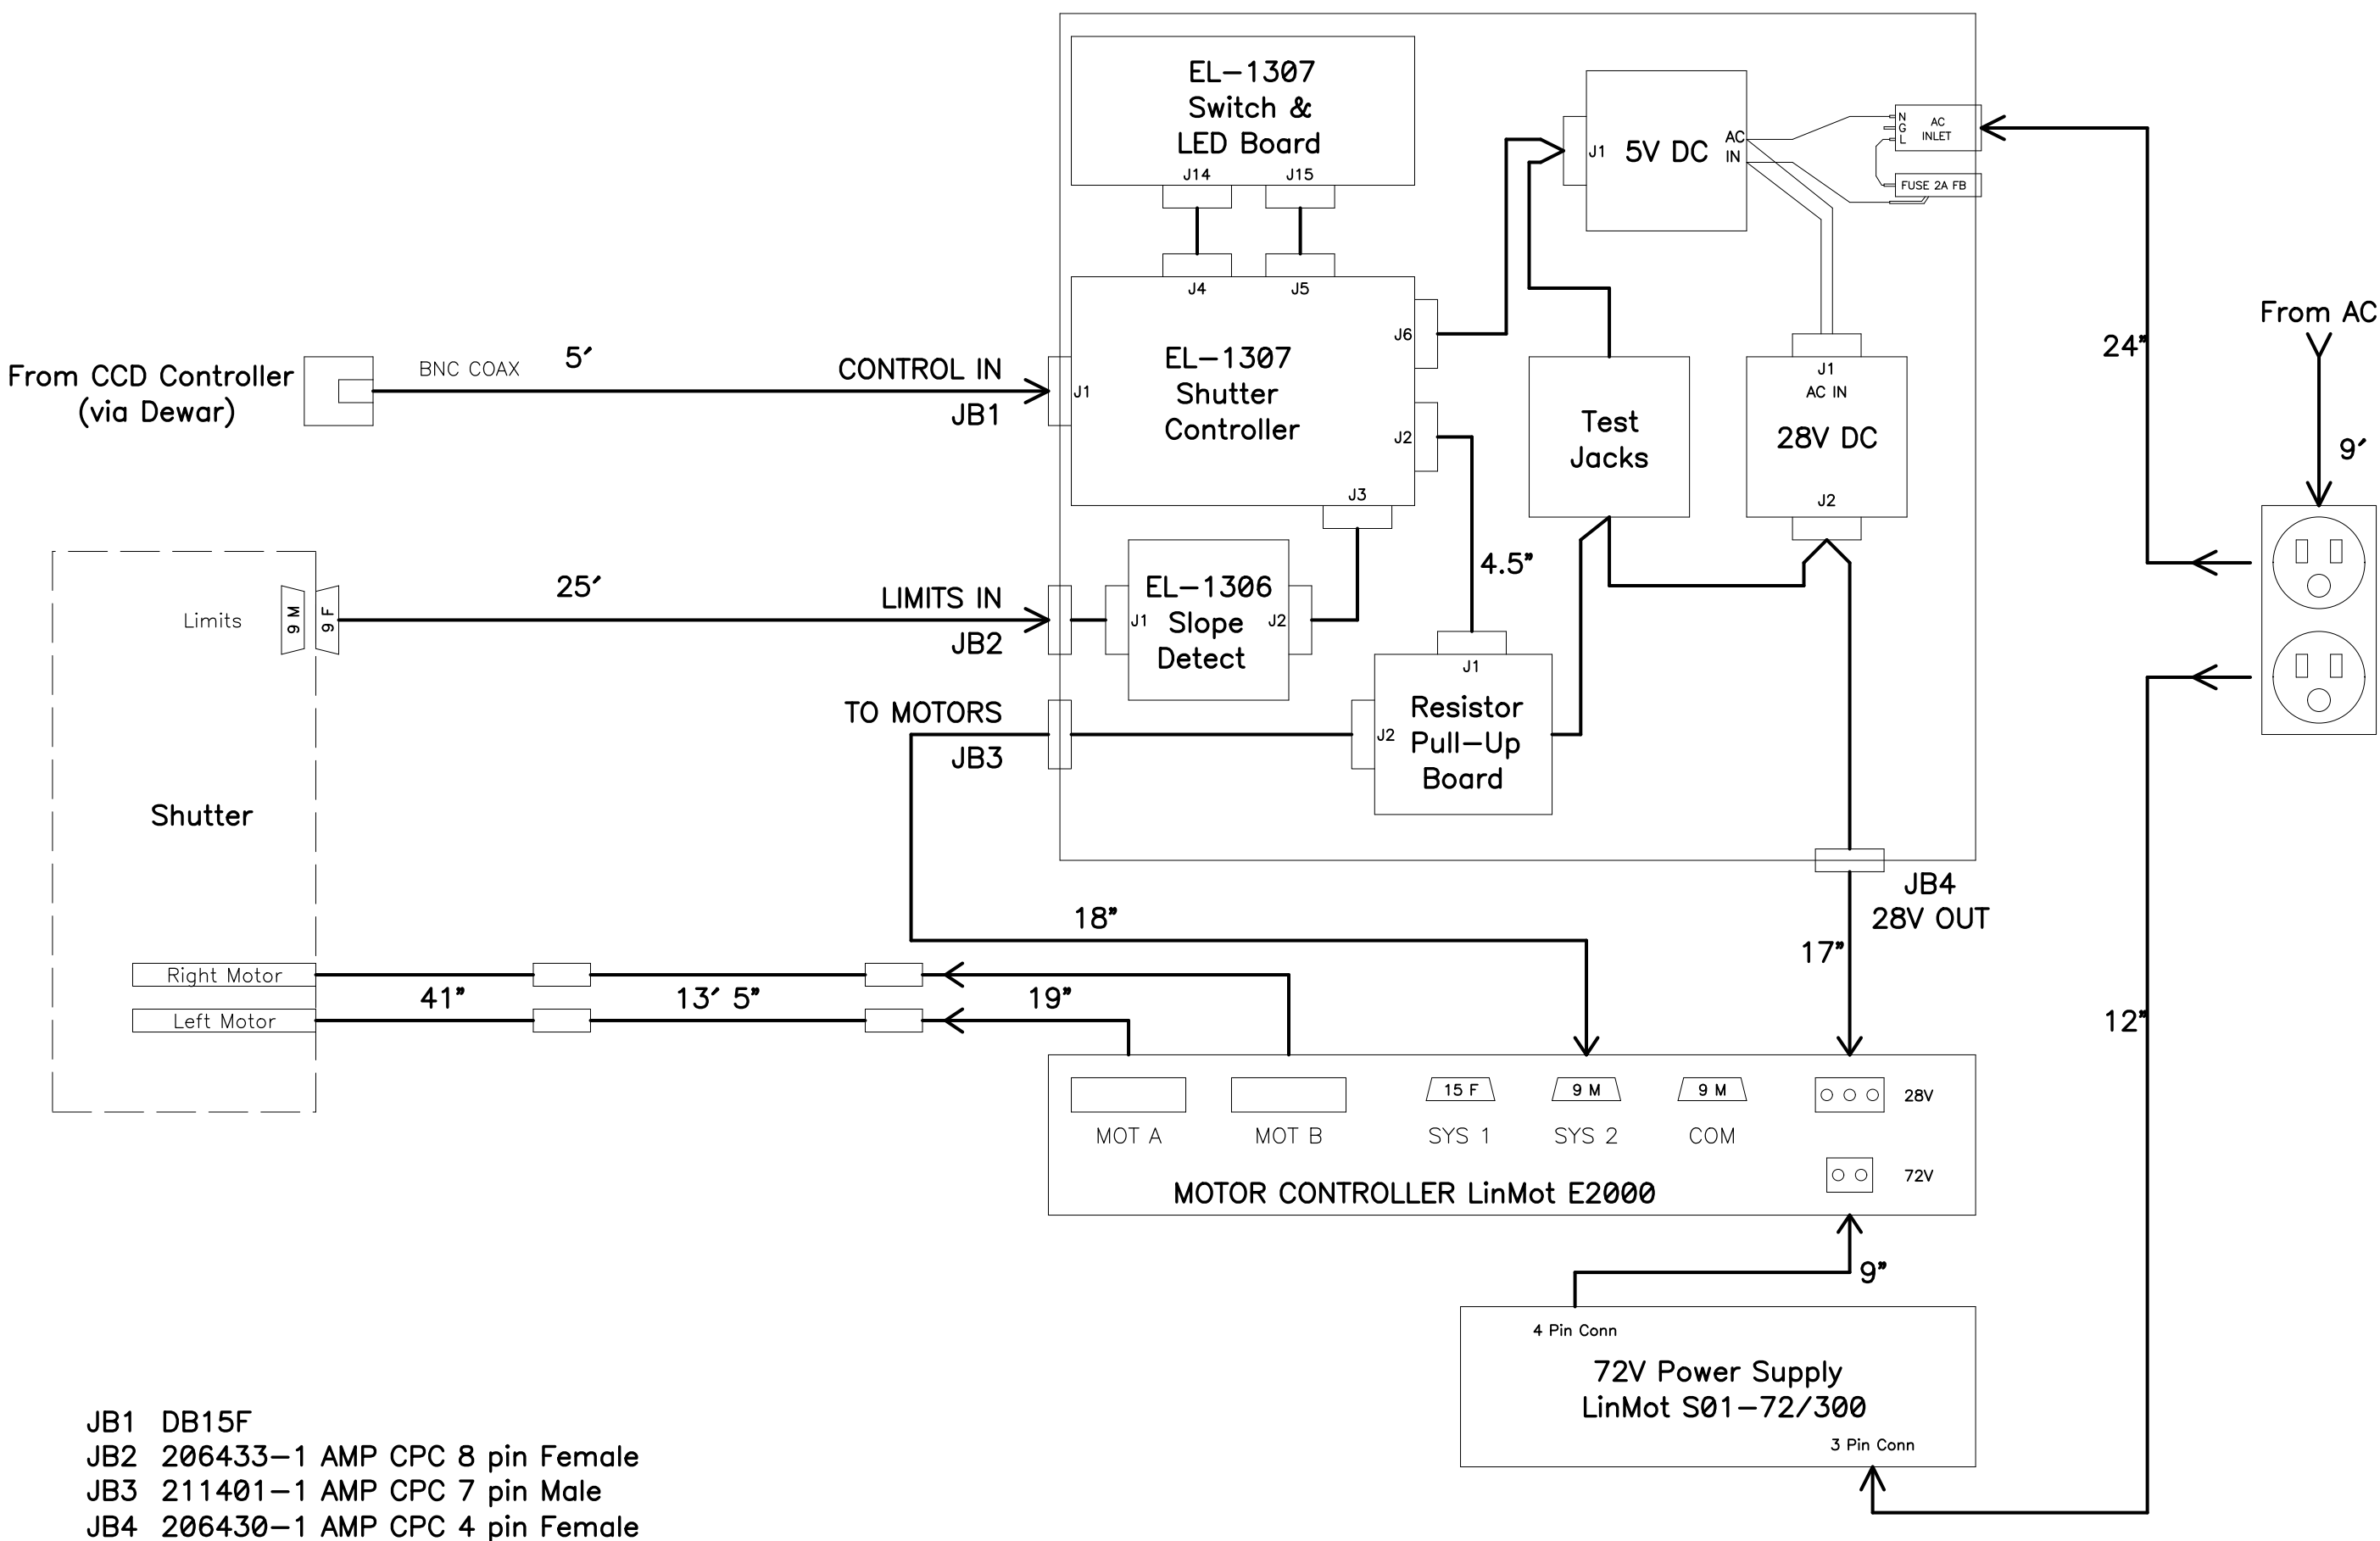 EL-1307
Switch &
LED Board
J14
J15
J1
5V DC
AC
IN
N
G
L
AC
INLET
FUSE 2A FB
J4
J5
J6
From AC
24"
9'
From CCD Controller
(via Dewar)
BNC COAX
5'
CONTROL IN
JB1
J1
EL-1307
Shutter
Controller
J2
J3
Test
Jacks
J1
AC IN
28V DC
J2
4.5"
Limits
9 M
9 F
25'
LIMITS IN
JB2
J1
EL-1306
Slope
Detect
J2
TO MOTORS
JB3
J1
J2
Resistor
Pull-Up
Board
Shutter
JB4
28V OUT
18"
17"
Right Motor
Left Motor
41"
13' 5"
19"
12"
15 F
9 M
9 M
28V
MOT A
MOT B
SYS 1
SYS 2
COM
72V
MOTOR CONTROLLER LinMot E2000
9"
4 Pin Conn
72V Power Supply
LinMot S01-72/300
3 Pin Conn
JB1 DB15F
JB2 206433-1 AMP CPC 8 pin Female
JB3 211401-1 AMP CPC 7 pin Male
JB4 206430-1 AMP CPC 4 pin Female